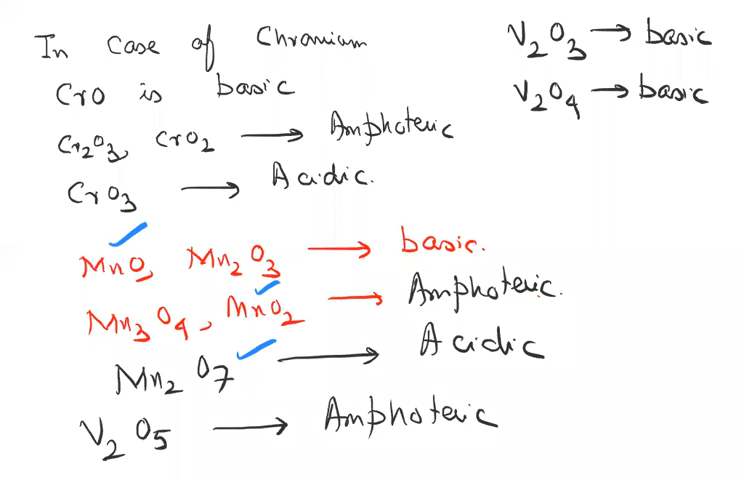 In Case of Chramium
CrO is basic
Cr₂O₃, CrO₂ → Amphoteric
CrO₃ → Acidic.
MnO, Mn₂O₃ → basic.
Mn₃O₄, MnO₂ → Amphoteric.
Mn₂O₇ → Acidic
V₂O₅ → Amphoteric
V₂O₃ → basic
V₂O₄ → basic